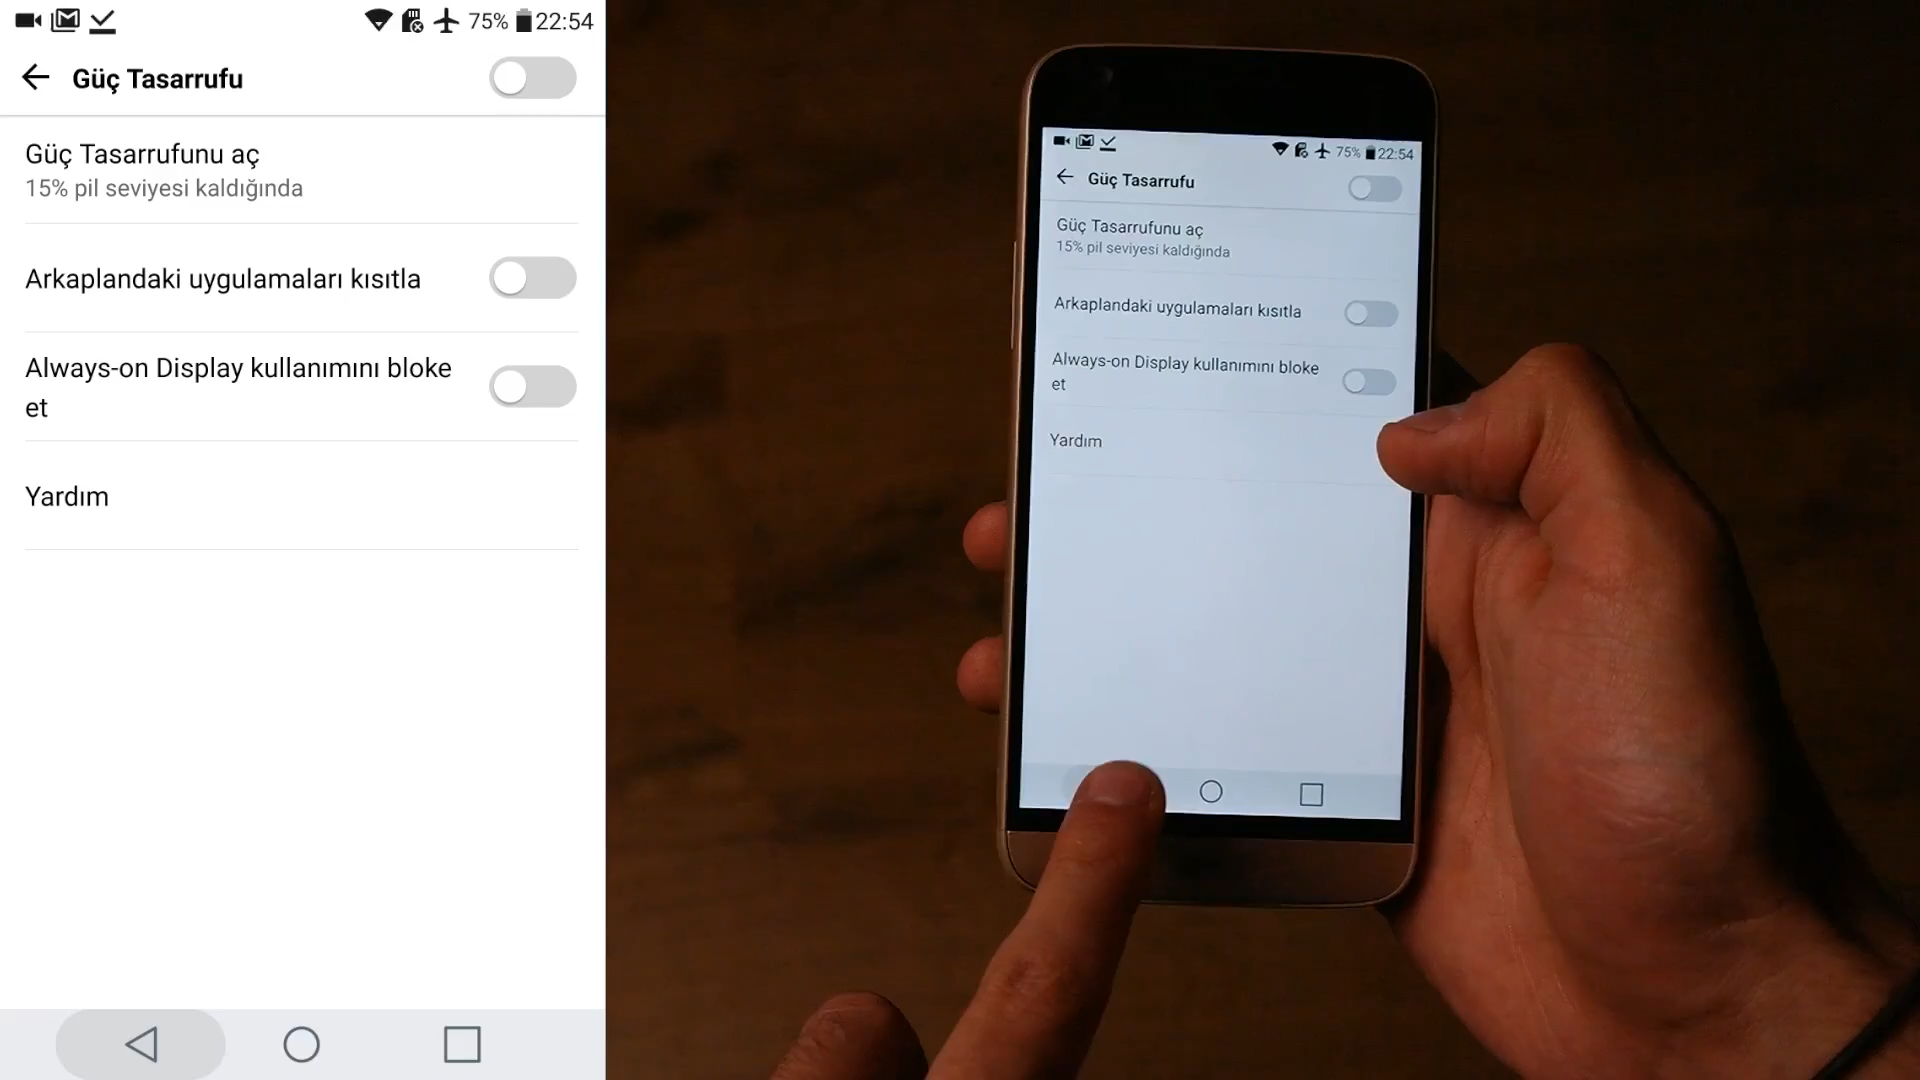 75% 22:54
Güç Tasarrufu
Güç Tasarrufunu aç
15% pil seviyesi kaldığında
Arkaplandaki uygulamaları kısıtla
Always-on Display kullanımını bloke
et
Yardım
75% 22:54
Güç Tasarrufu
Güç Tasarrufunu aç
15% pil seviyesi kaldığında
Arkaplandaki uygulamaları kısıtla
Always-on Display kullanımını bloke
et
Yardım